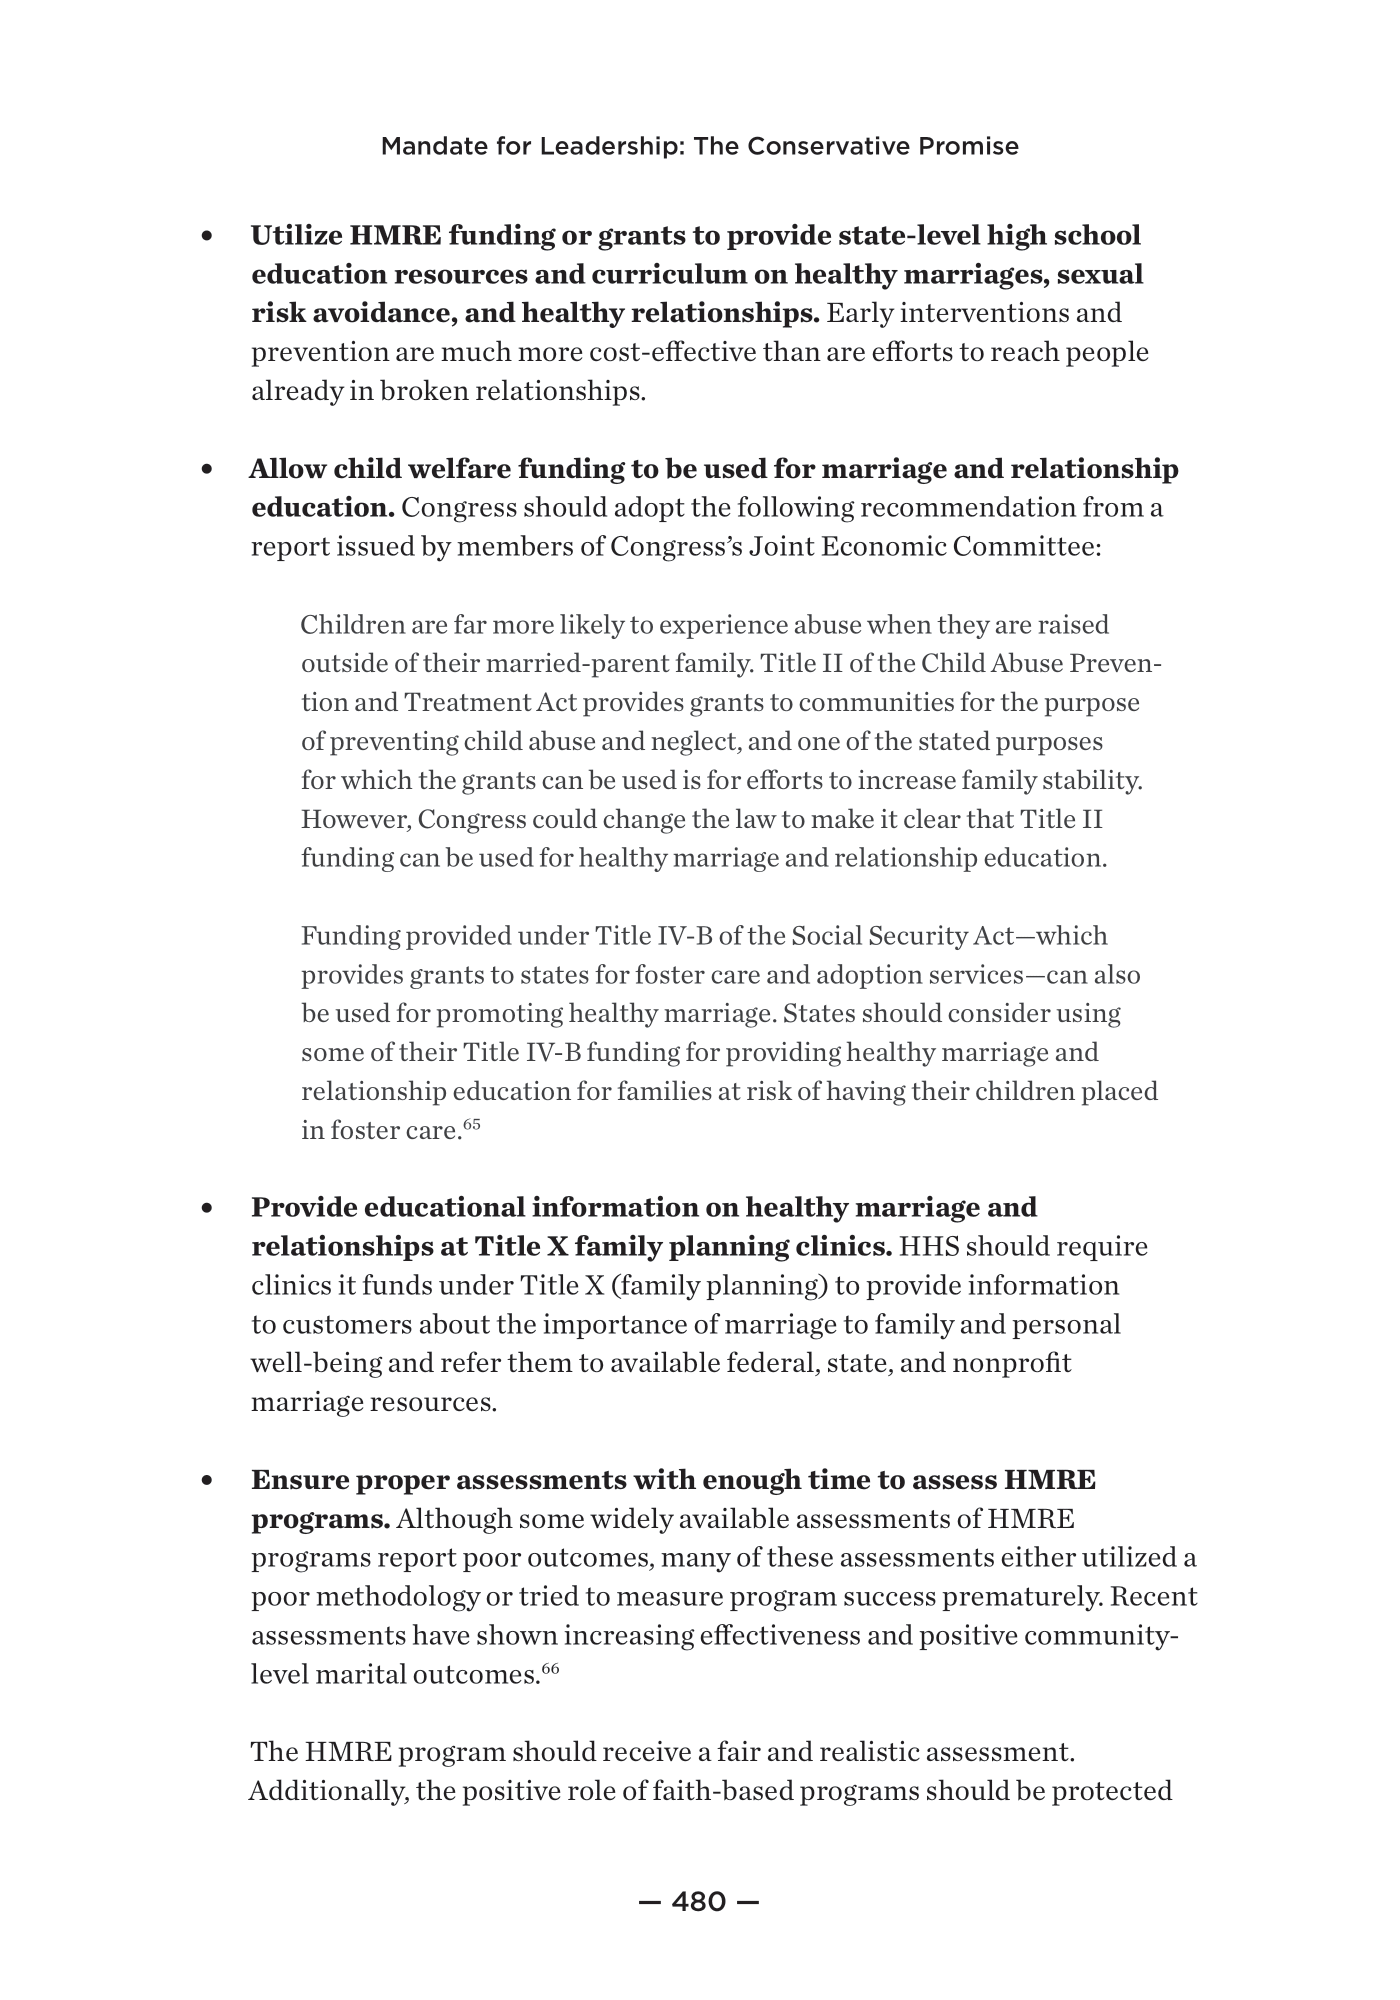 Mandate for Leadership: The Conservative Promise
• Utilize HMRE funding or grants to provide state-level high school
education resources and curriculum on healthy marriages, sexual
risk avoidance, and healthy relationships. Early interventions and
prevention are much more cost-effective than are efforts to reach people
already in broken relationships.
• Allow child welfare funding to be used for marriage and relationship
education. Congress should adopt the following recommendation from a
report issued by members of Congress’s Joint Economic Committee:
Children are far more likely to experience abuse when they are raised
outside of their married-parent family. Title II of the Child Abuse Preven-
tion and Treatment Act provides grants to communities for the purpose
of preventing child abuse and neglect, and one of the stated purposes
for which the grants can be used is for efforts to increase family stability.
However, Congress could change the law to make it clear that Title II
funding can be used for healthy marriage and relationship education.
Funding provided under Title IV-B of the Social Security Act—which
provides grants to states for foster care and adoption services—can also
be used for promoting healthy marriage. States should consider using
some of their Title IV-B funding for providing healthy marriage and
relationship education for families at risk of having their children placed
in foster care.65
• Provide educational information on healthy marriage and
relationships at Title X family planning clinics. HHS should require
clinics it funds under Title X (family planning) to provide information
to customers about the importance of marriage to family and personal
well-being and refer them to available federal, state, and nonprofit
marriage resources.
• Ensure proper assessments with enough time to assess HMRE
programs. Although some widely available assessments of HMRE
programs report poor outcomes, many of these assessments either utilized a
poor methodology or tried to measure program success prematurely. Recent
assessments have shown increasing effectiveness and positive community-
level marital outcomes.66
The HMRE program should receive a fair and realistic assessment.
Additionally, the positive role of faith-based programs should be protected
— 480 —